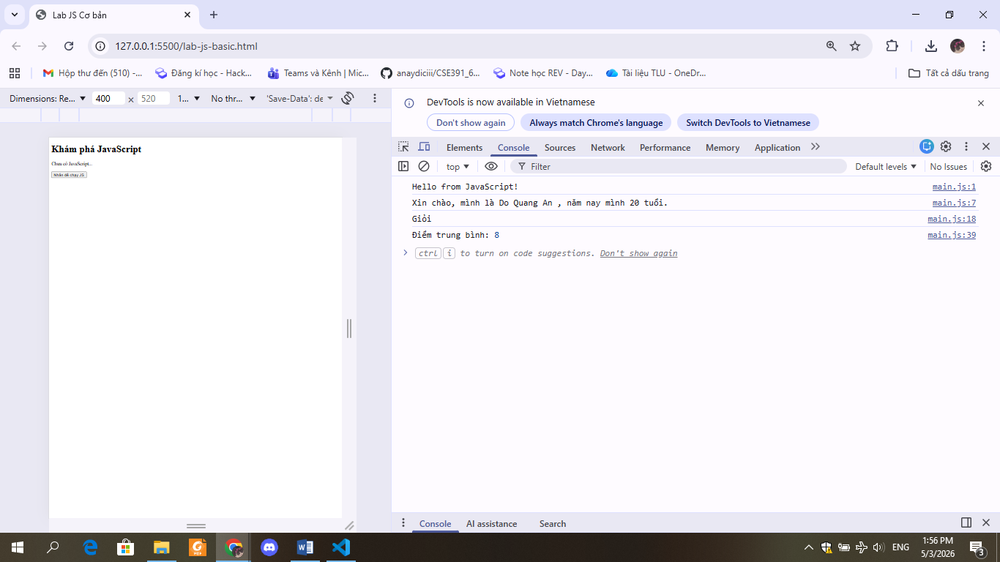 Lab JS Cơ bản
127.0.0.1:5500/lab-js-basic.html
Hộp thư đến (510) -... Đăng kí học - Hack... Teams và Kênh | Mic... anaydiciii/CSE391_6... Note học REV - Day... Tài liệu TLU - OneDr... Tất cả dấu trang
Dimensions: Re... 400 × 520 1... No thr... 'Save-Data': de
Khám phá JavaScript
Chưa có JavaScript...
Nhấn để chạy JS
DevTools is now available in Vietnamese
Don't show again Always match Chrome's language Switch DevTools to Vietnamese
Elements Console Sources Network Performance Memory Application
top Filter Default levels No Issues
Hello from JavaScript! main.js:1
Xin chào, mình là Do Quang An , năm nay mình 20 tuổi. main.js:7
Giỏi main.js:18
Điểm trung bình: 8 main.js:39
ctrl i to turn on code suggestions. Don't show again
Console AI assistance Search
ENG
1:56 PM
5/3/2026
3